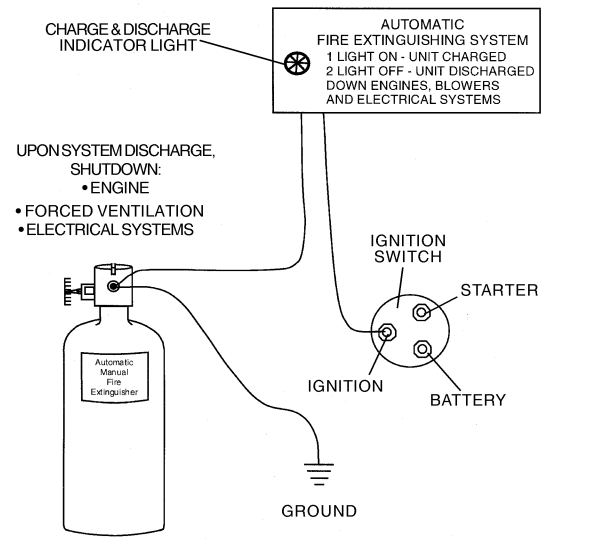 CHARGE & DISCHARGE
INDICATOR LIGHT
AUTOMATIC
FIRE EXTINGUISHING SYSTEM
1 LIGHT ON - UNIT CHARGED
2 LIGHT OFF - UNIT DISCHARGED
DOWN ENGINES, BLOWERS
AND ELECTRICAL SYSTEMS
UPON SYSTEM DISCHARGE,
SHUTDOWN:
• ENGINE
• FORCED VENTILATION
• ELECTRICAL SYSTEMS
IGNITION
SWITCH
STARTER
IGNITION
BATTERY
Automatic
Manual
Fire
Extinguisher
GROUND